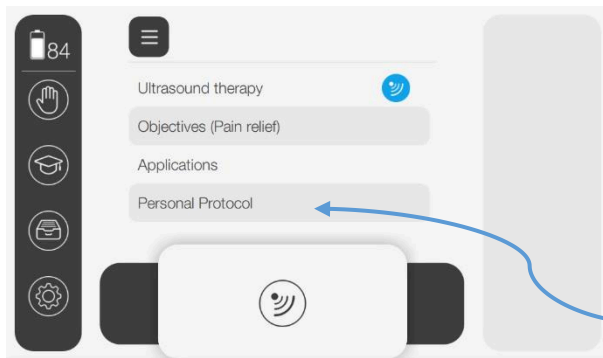 84
Ultrasound therapy
Objectives (Pain relief)
Applications
Personal Protocol